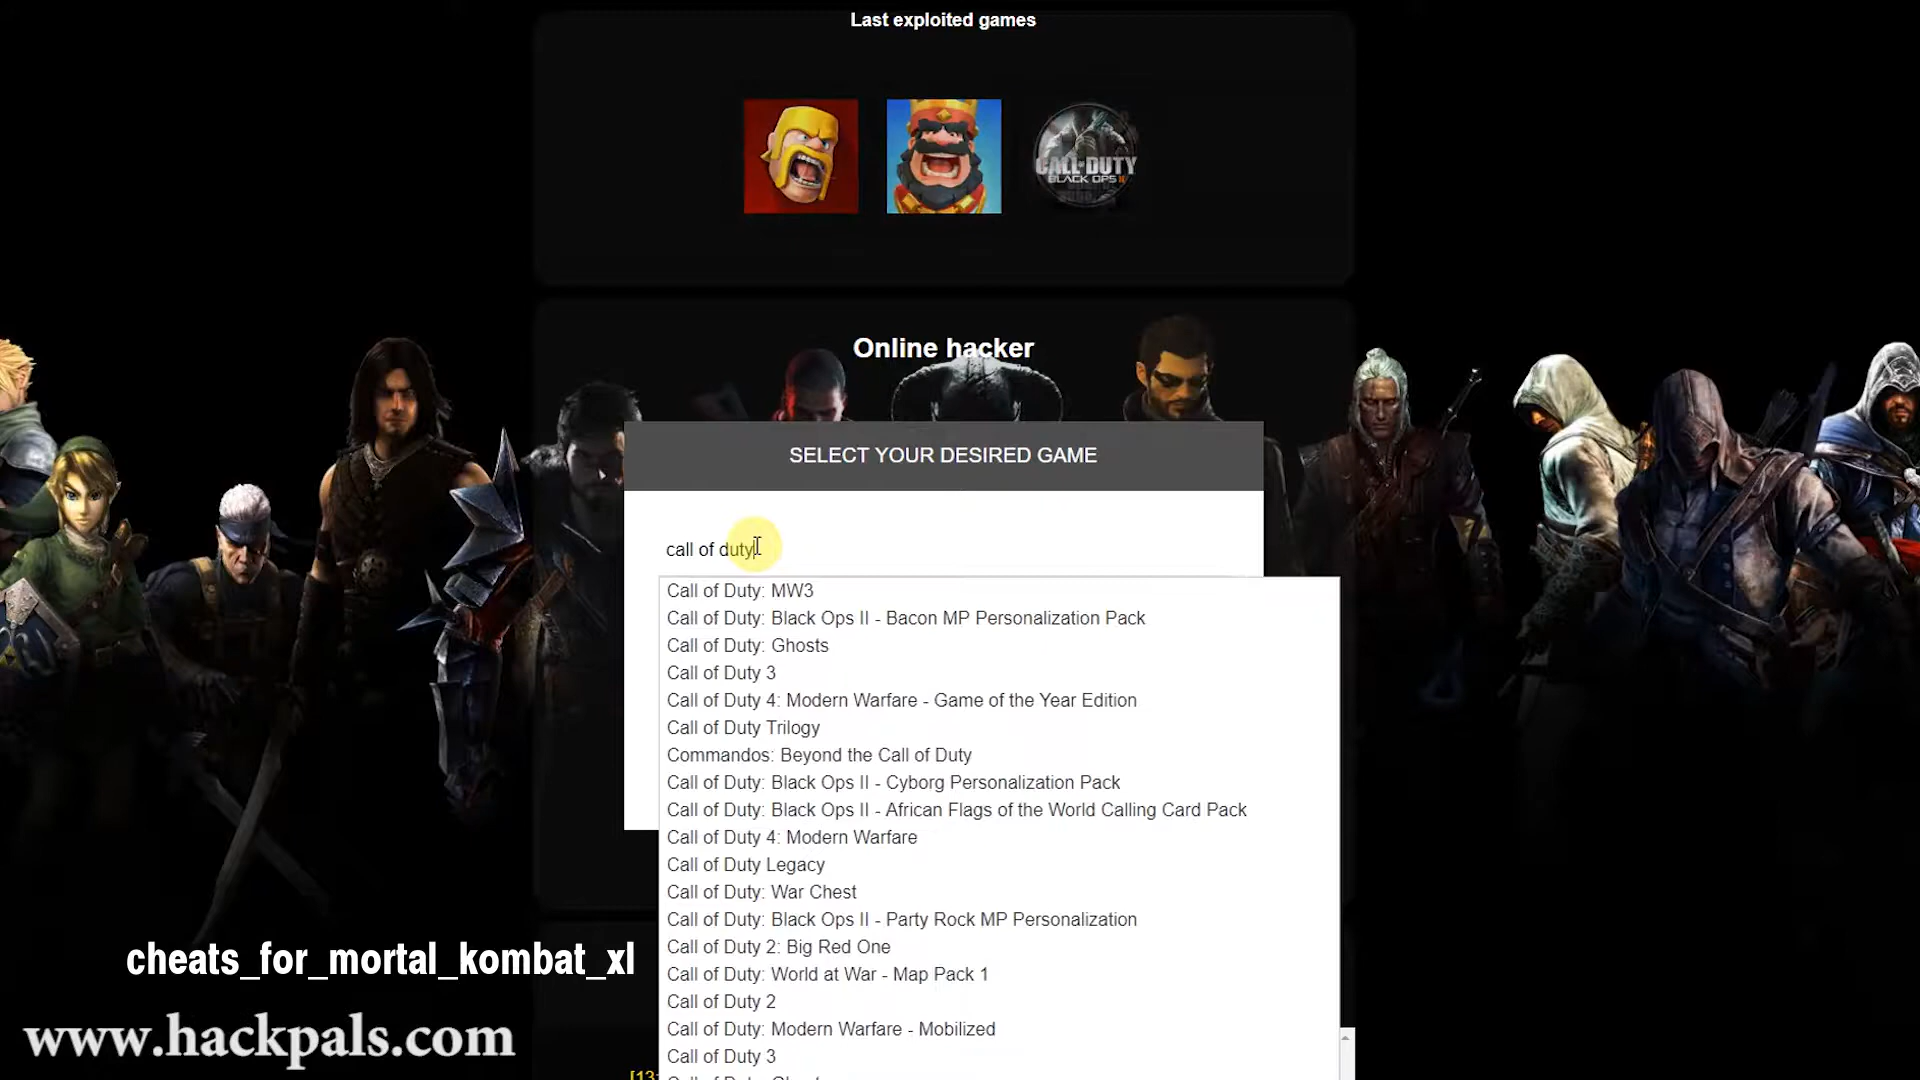 Last exploited games
CALL OF DUTY
BLACK OPS II
Online hacker
SELECT YOUR DESIRED GAME
call of duty
Call of Duty: MW3
Call of Duty: Black Ops II - Bacon MP Personalization Pack
Call of Duty: Ghosts
Call of Duty 3
Call of Duty 4: Modern Warfare - Game of the Year Edition
Call of Duty Trilogy
Commandos: Beyond the Call of Duty
Call of Duty: Black Ops II - Cyborg Personalization Pack
Call of Duty: Black Ops II - African Flags of the World Calling Card Pack
Call of Duty 4: Modern Warfare
Call of Duty Legacy
Call of Duty: War Chest
Call of Duty: Black Ops II - Party Rock MP Personalization
Call of Duty 2: Big Red One
Call of Duty: World at War - Map Pack 1
Call of Duty 2
Call of Duty: Modern Warfare - Mobilized
Call of Duty 3
cheats_for_mortal_kombat_xl
www.hackpals.com
[13: